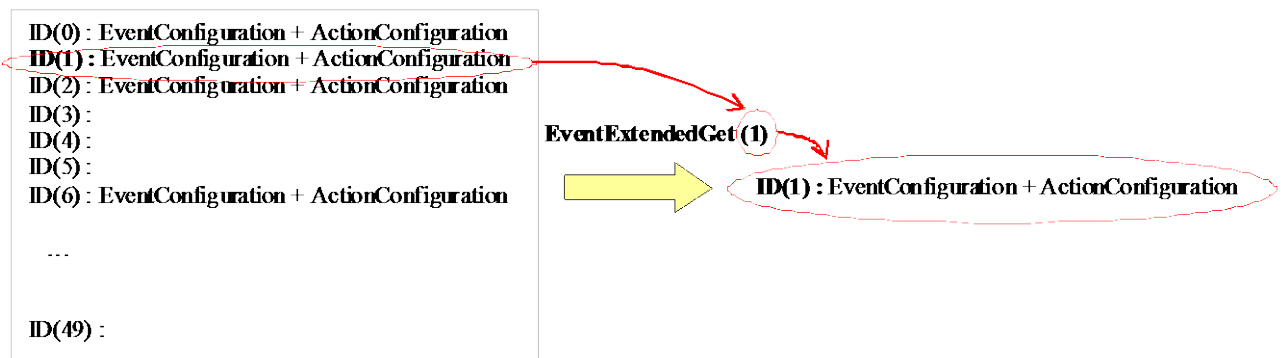 ID(0) : EventConfiguration + ActionConfiguration
ID(1) : EventConfiguration + ActionConfiguration
ID(2) : EventConfiguration + ActionConfiguration
ID(3) :
ID(4) :
ID(5) :
ID(6) : EventConfiguration + ActionConfiguration
...
ID(49) :
EventExtendedGet (1)
ID(1) : EventConfiguration + ActionConfiguration